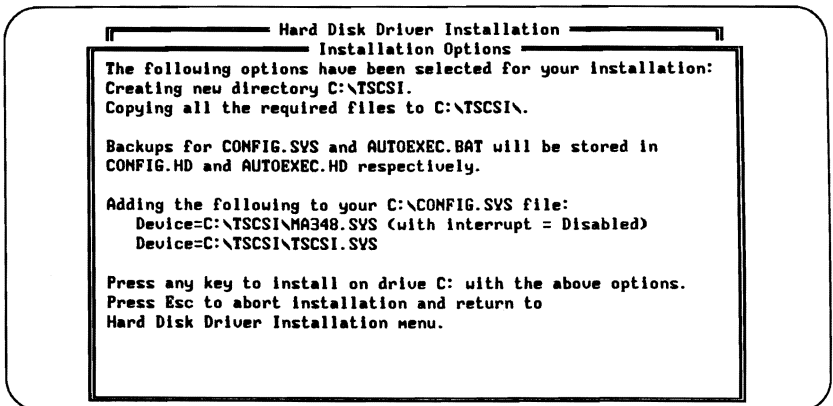 Hard Disk Driver Installation
Installation Options
The following options have been selected for your installation:
Creating new directory C:\TSCSI.
Copying all the required files to C:\TSCSI\.
Backups for CONFIG.SYS and AUTOEXEC.BAT will be stored in
CONFIG.HD and AUTOEXEC.HD respectively.
Adding the following to your C:\CONFIG.SYS file:
Device=C:\TSCSI\MA348.SYS (with interrupt = Disabled)
Device=C:\TSCSI\TSCSI.SYS
Press any key to install on drive C: with the above options.
Press Esc to abort installation and return to
Hard Disk Driver Installation menu.